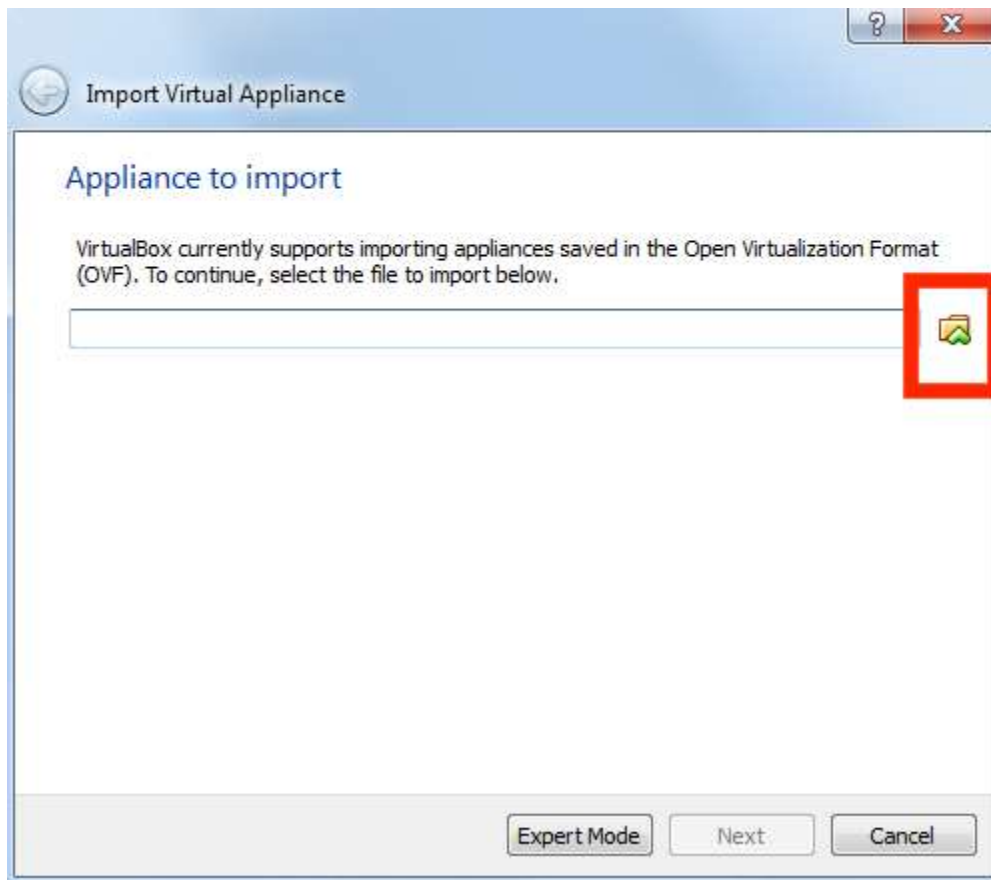 ?
X
Import Virtual Appliance
Appliance to import
VirtualBox currently supports importing appliances saved in the Open Virtualization Format
(OVF). To continue, select the file to import below.
Expert Mode Next Cancel